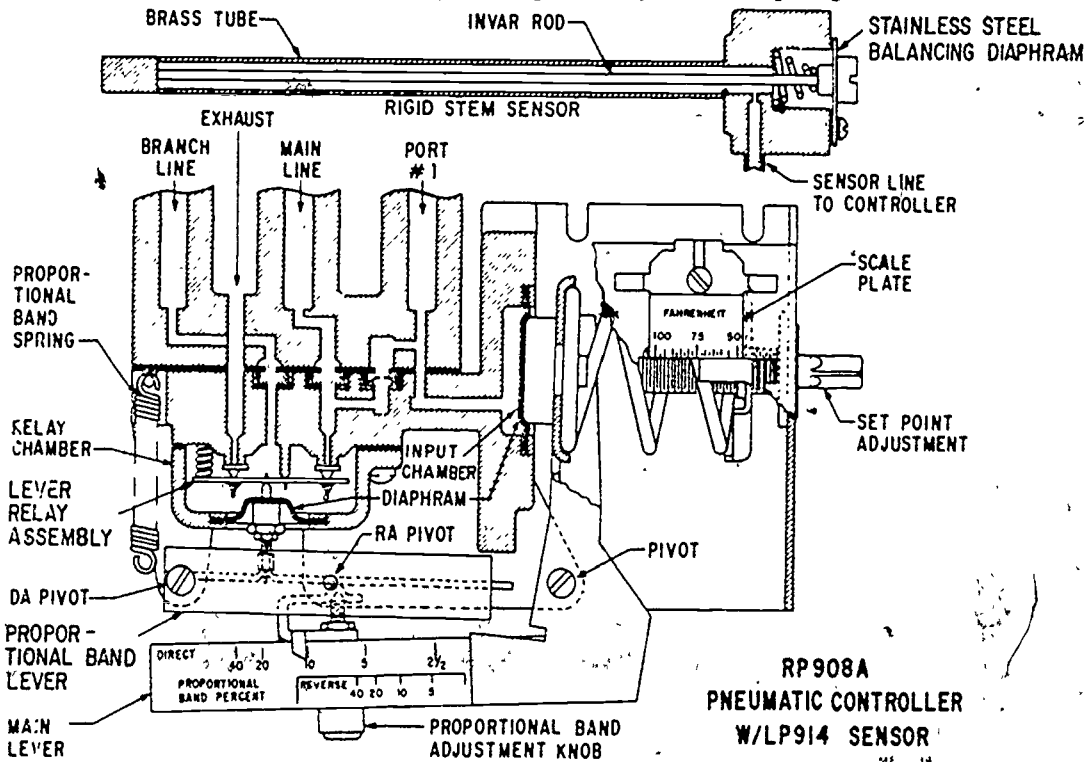 BRASS TUBE
INVAR ROD
STAINLESS STEEL
BALANCING DIAPHRAM
RIGID STEM SENSOR
EXHAUST
BRANCH
LINE
MAIN
LINE
PORT
#1
SENSOR LINE
TO CONTROLLER
PROPOR-
TIONAL
BAND
SPRING
SCALE
PLATE
FAHRENHEIT
100 75 50
RELAY
CHAMBER
INPUT
CHAMBER
SET POINT
ADJUSTMENT
LEVER
RELAY
ASSEMBLY
DIAPHRAM
RA PIVOT
PIVOT
DA PIVOT
PROPOR-
TIONAL BAND
LEVER
DIRECT 20 10 5 2½
PROPORTIONAL
BAND PERCENT
REVERSE 40 20 10 5
MAIN
LEVER
PROPORTIONAL BAND
ADJUSTMENT KNOB
RP908A
PNEUMATIC CONTROLLER
W/LP914 SENSOR